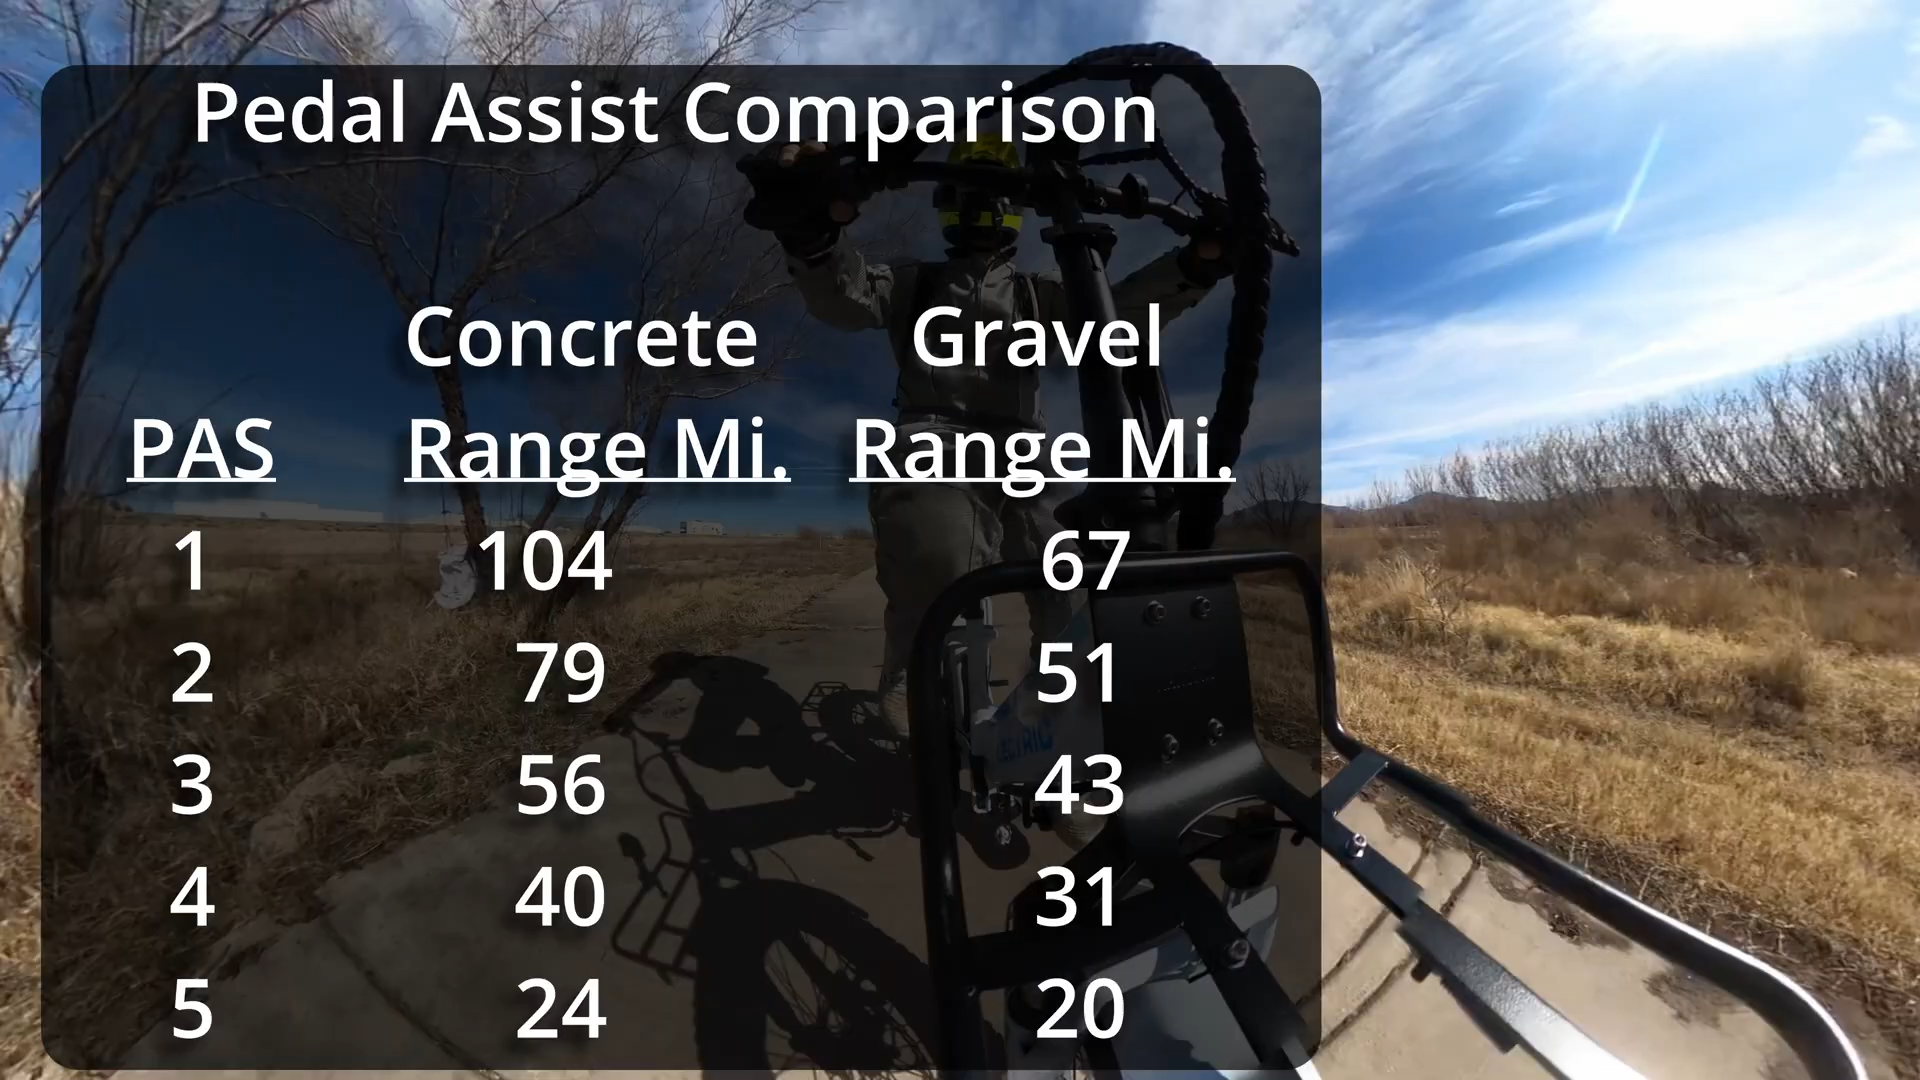 Pedal Assist Comparison
Concrete Gravel
PAS Range Mi. Range Mi.
1 104 67
2 79 51
3 56 43
4 40 31
5 24 20